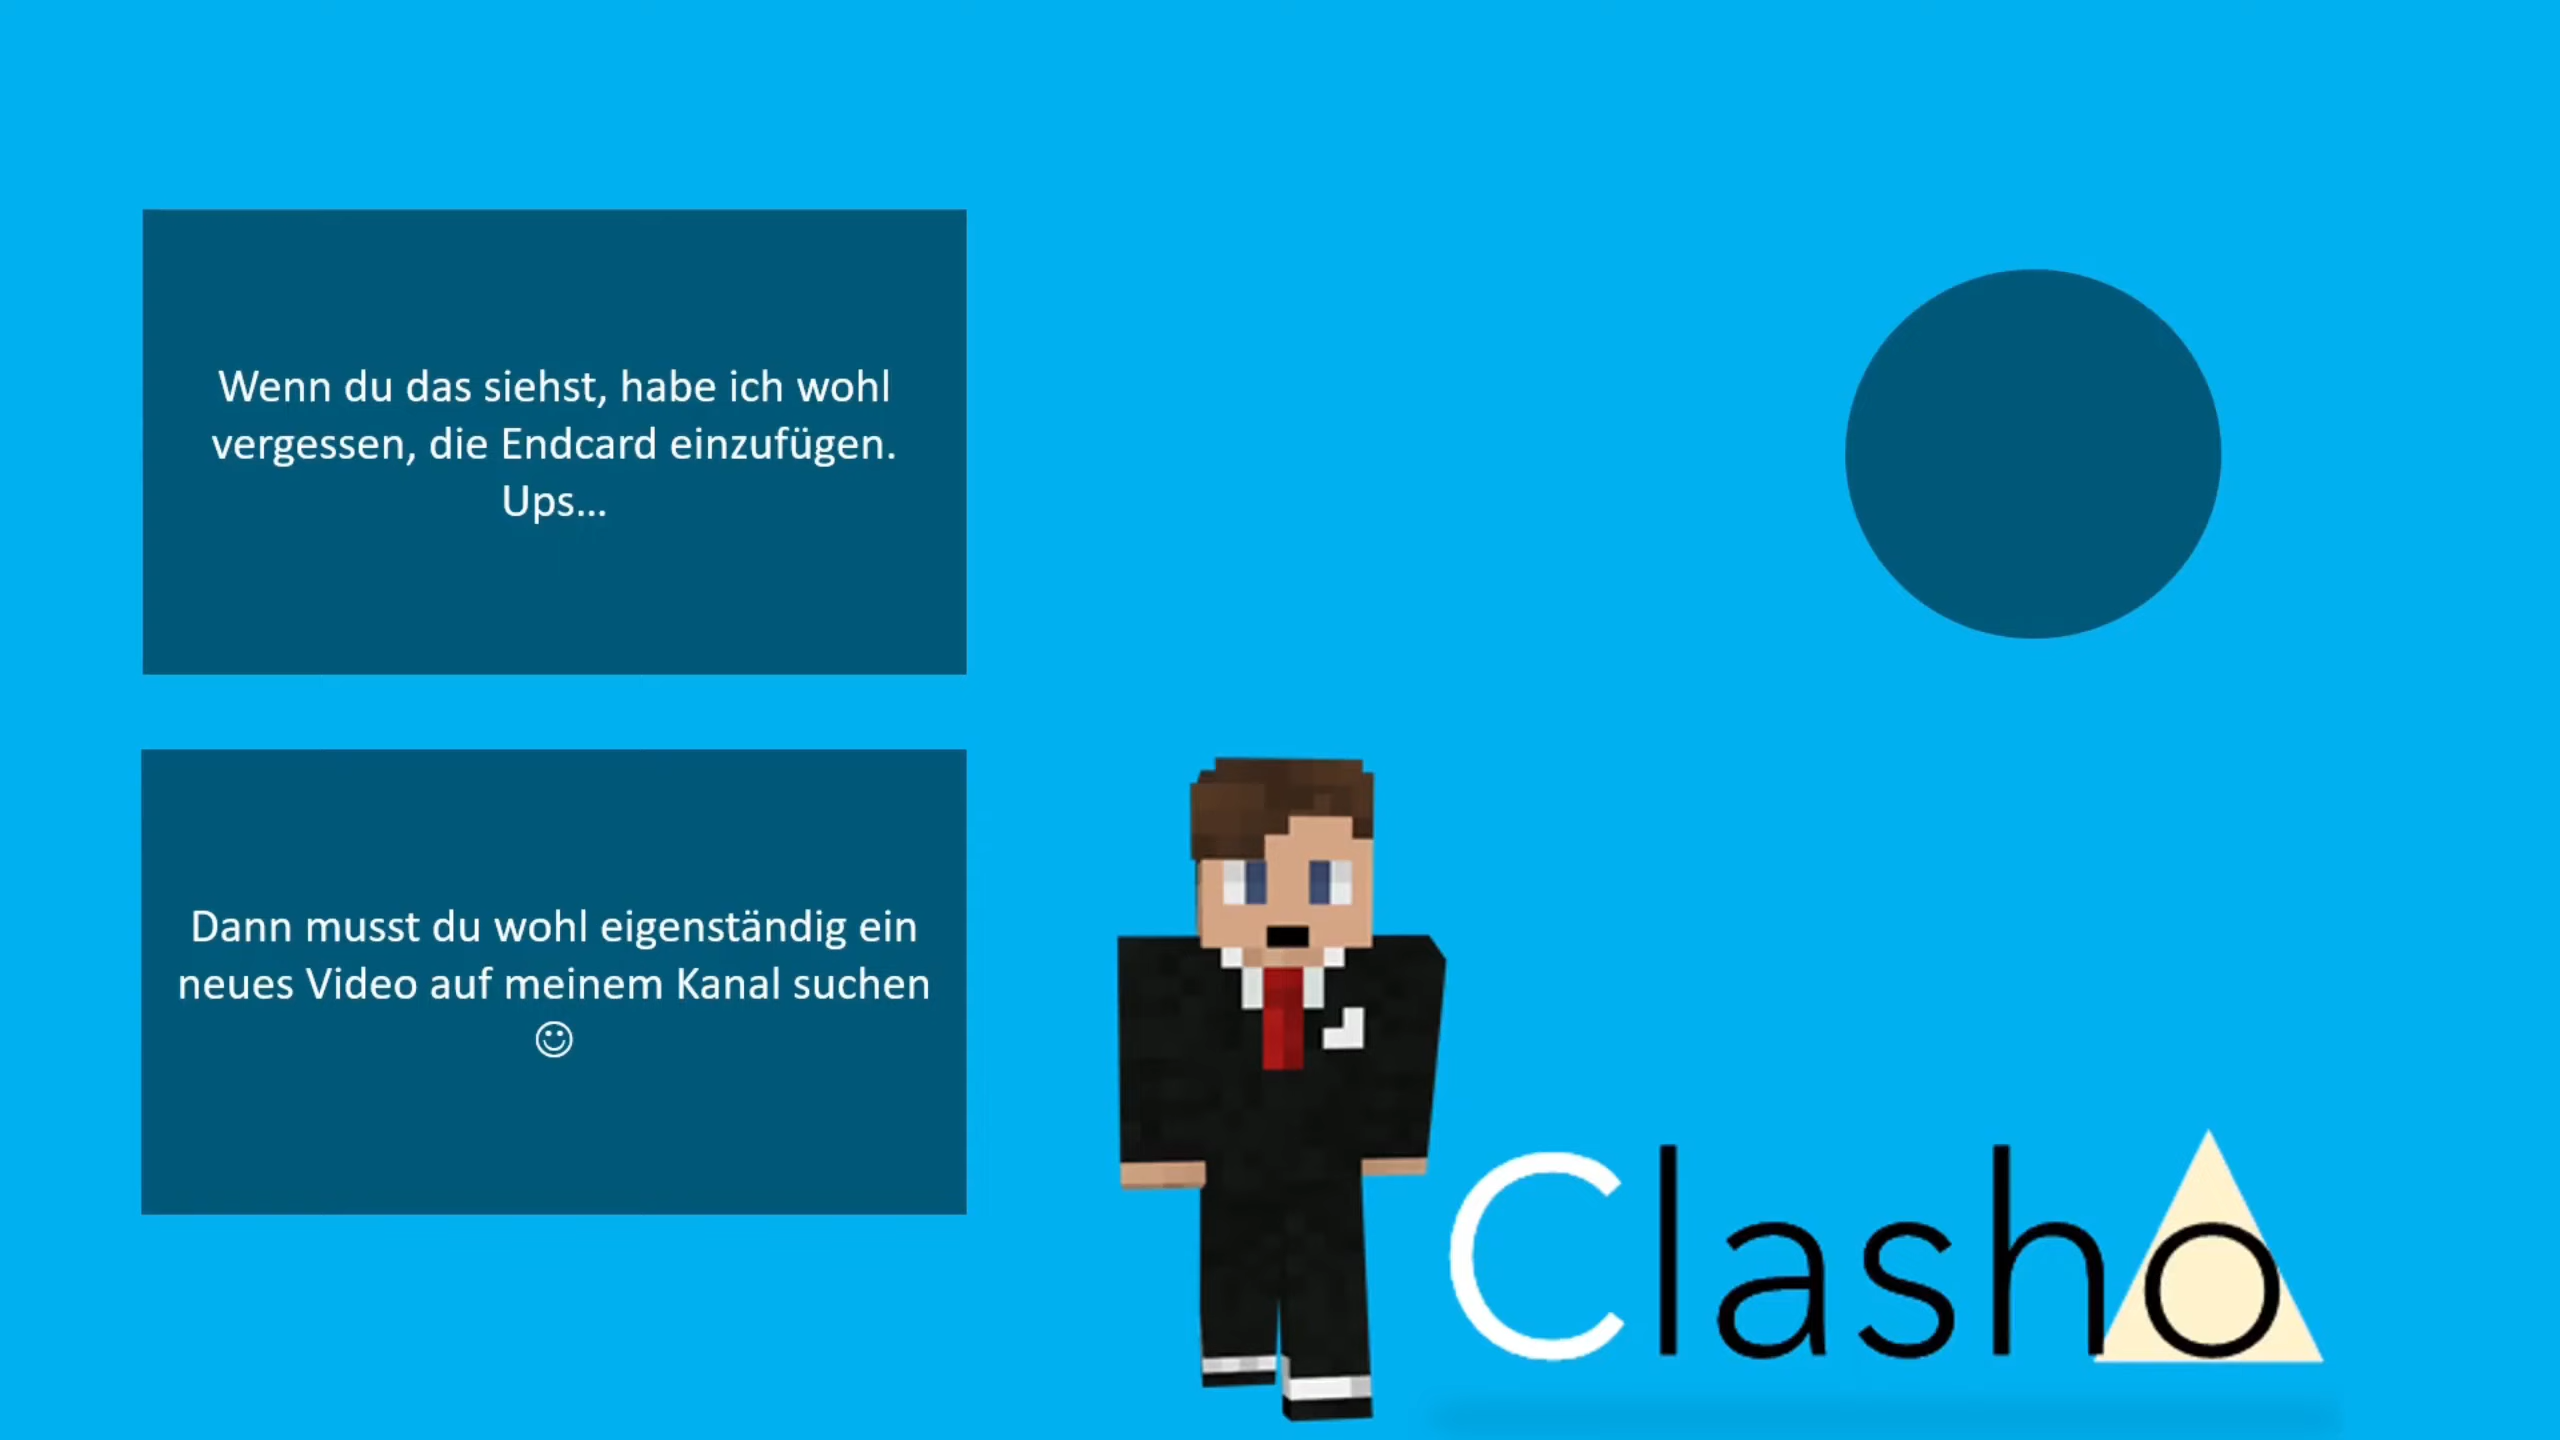 Wenn du das siehst, habe ich wohl
vergessen, die Endcard einzufügen.
Ups...
Dann musst du wohl eigenständig ein
neues Video auf meinem Kanal suchen
☺
Clasho